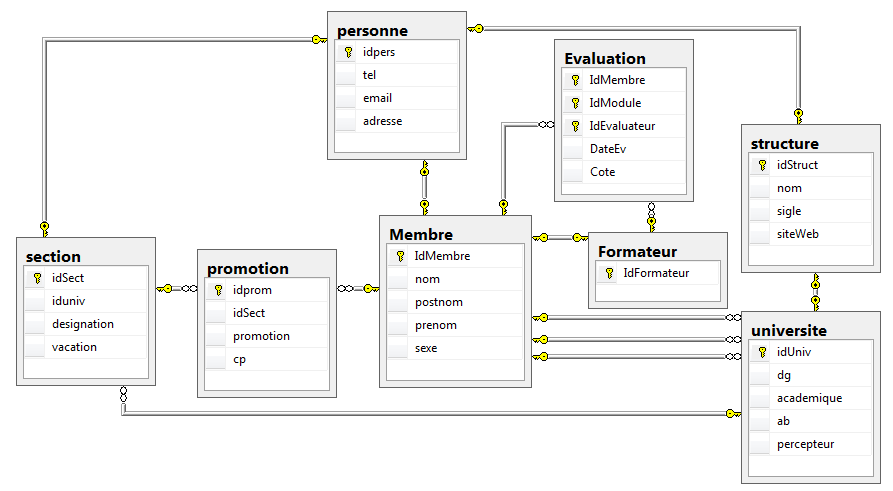 personne
idpers
tel
email
adresse
Evaluation
IdMembre
IdModule
IdEvaluateur
DateEv
Cote
structure
idStruct
nom
sigle
siteWeb
section
idSect
iduniv
designation
vacation
promotion
idprom
idSect
promotion
cp
Membre
IdMembre
nom
postnom
prenom
sexe
Formateur
IdFormateur
universite
idUniv
dg
academique
ab
percepteur